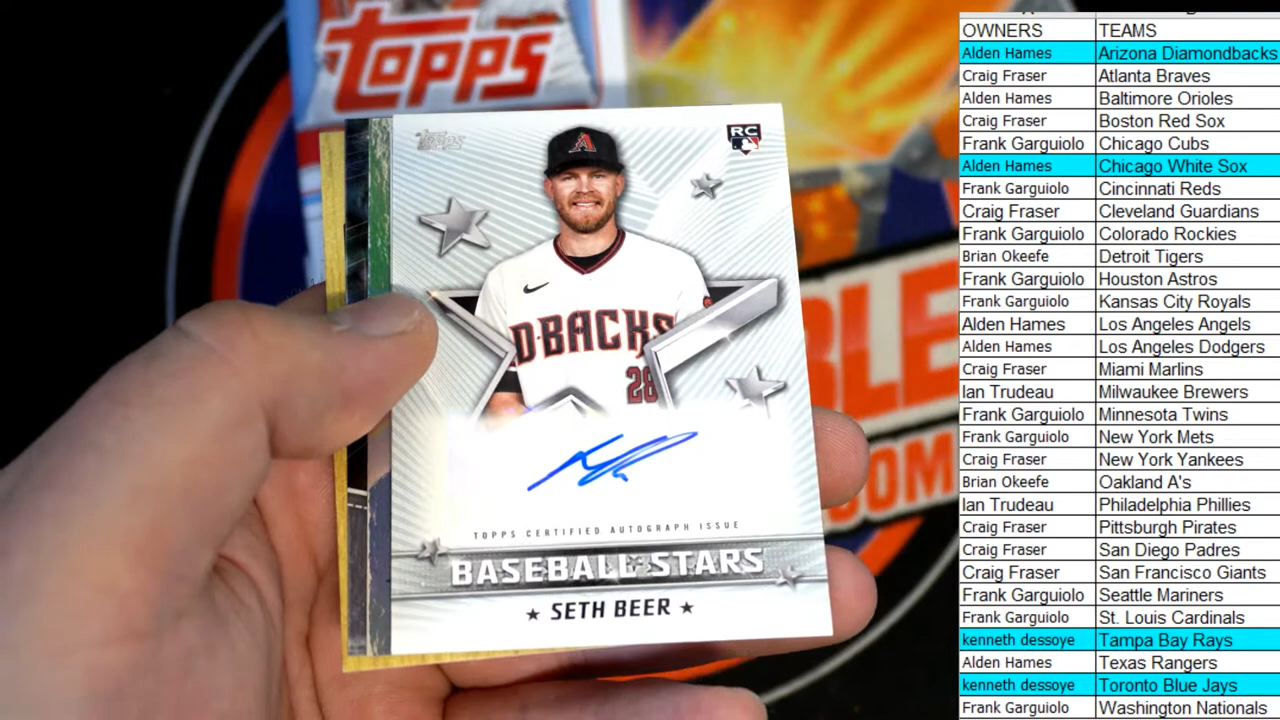 TOPPS
Topps
RC
A
D·BACKS
28
TOPPS CERTIFIED AUTOGRAPH ISSUE
BASEBALL STARS
★ SETH BEER ★
BLE
.COM
OWNERS TEAMS
Alden Hames Arizona Diamondbacks
Craig Fraser Atlanta Braves
Alden Hames Baltimore Orioles
Craig Fraser Boston Red Sox
Frank Garguiolo Chicago Cubs
Alden Hames Chicago White Sox
Frank Garguiolo Cincinnati Reds
Craig Fraser Cleveland Guardians
Frank Garguiolo Colorado Rockies
Brian Okeefe Detroit Tigers
Frank Garguiolo Houston Astros
Frank Garguiolo Kansas City Royals
Alden Hames Los Angeles Angels
Alden Hames Los Angeles Dodgers
Craig Fraser Miami Marlins
Ian Trudeau Milwaukee Brewers
Frank Garguiolo Minnesota Twins
Frank Garguiolo New York Mets
Craig Fraser New York Yankees
Brian Okeefe Oakland A's
Ian Trudeau Philadelphia Phillies
Craig Fraser Pittsburgh Pirates
Craig Fraser San Diego Padres
Craig Fraser San Francisco Giants
Frank Garguiolo Seattle Mariners
Frank Garguiolo St. Louis Cardinals
kenneth dessoye Tampa Bay Rays
Alden Hames Texas Rangers
kenneth dessoye Toronto Blue Jays
Frank Garguiolo Washington Nationals